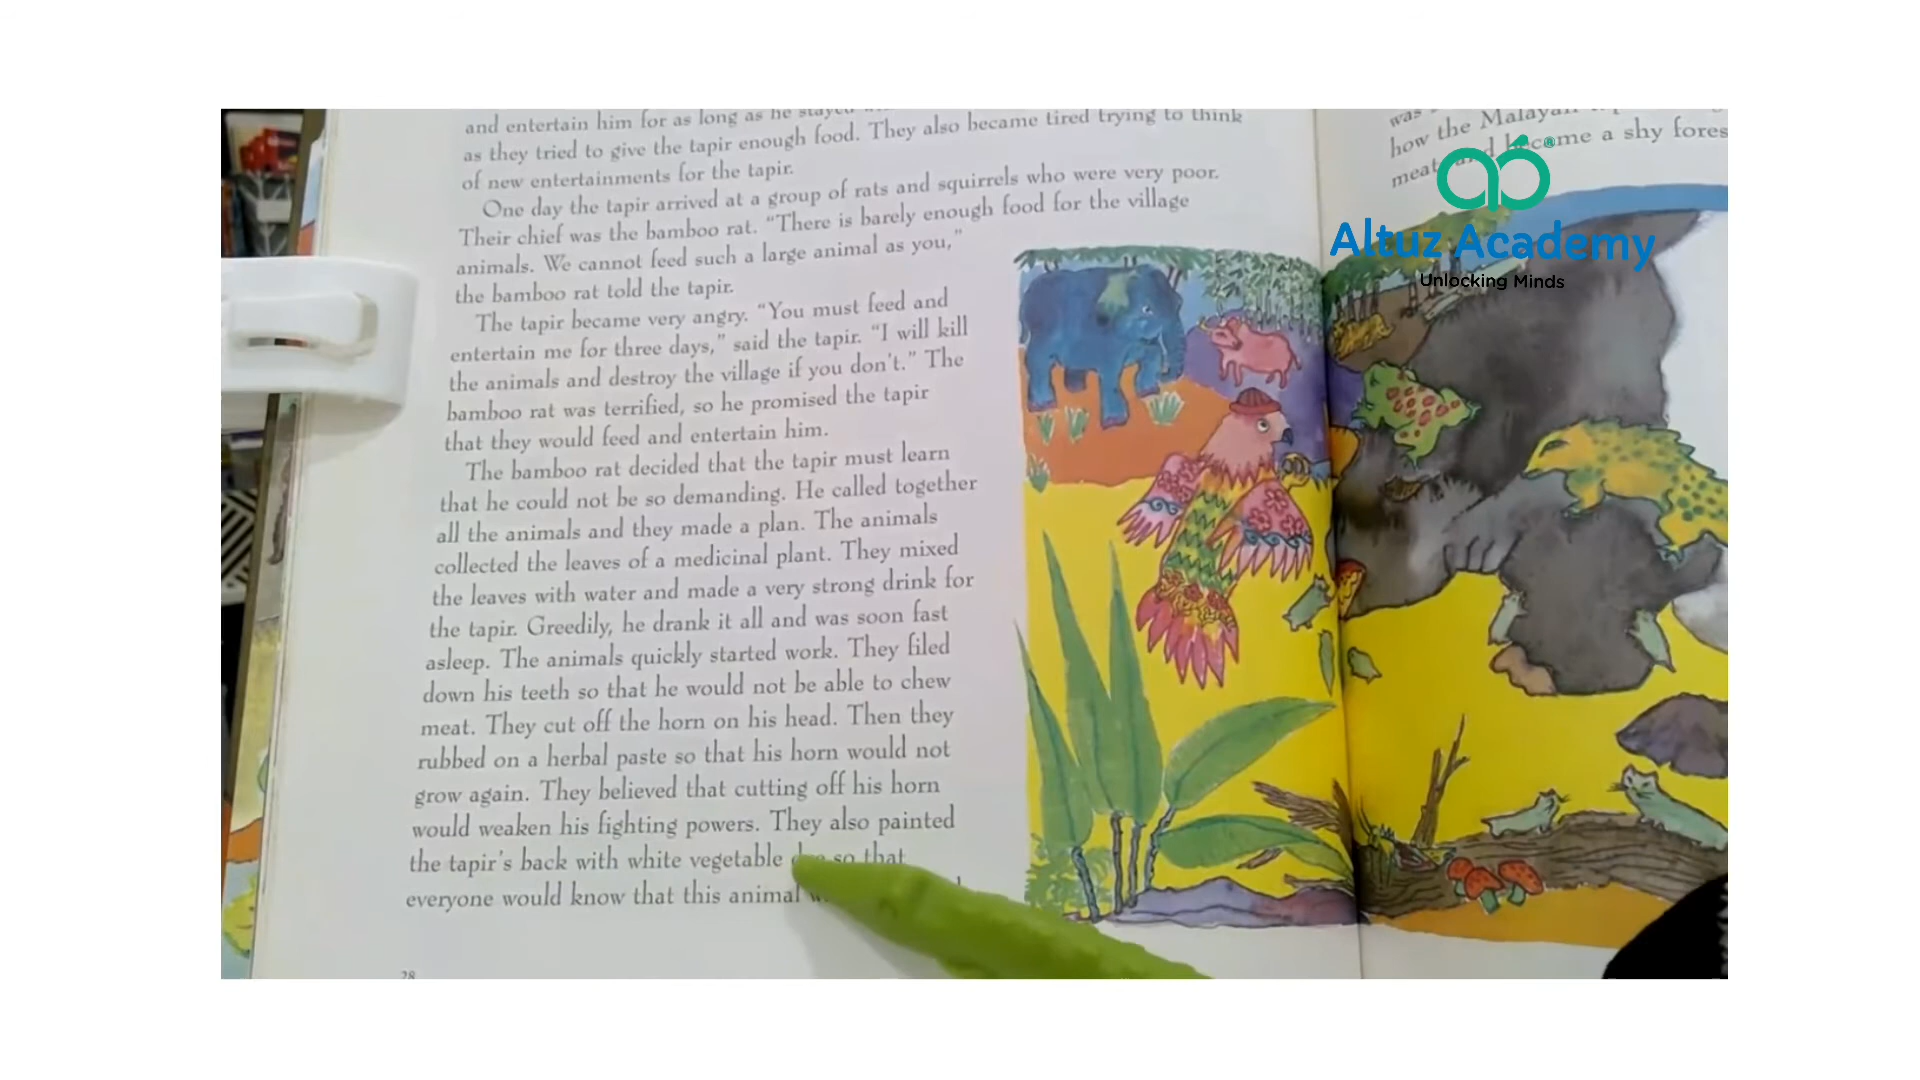 and entertain him for as long as he stayed
as they tried to give the tapir enough food. They also became tired trying to think
of new entertainments for the tapir.
One day the tapir arrived at a group of rats and squirrels who were very poor.
Their chief was the bamboo rat. “There is barely enough food for the village
animals. We cannot feed such a large animal as you,”
the bamboo rat told the tapir.
The tapir became very angry. “You must feed and
entertain me for three days,” said the tapir. “I will kill
the animals and destroy the village if you don't.” The
bamboo rat was terrified, so he promised the tapir
that they would feed and entertain him.
The bamboo rat decided that the tapir must learn
that he could not be so demanding. He called together
all the animals and they made a plan. The animals
collected the leaves of a medicinal plant. They mixed
the leaves with water and made a very strong drink for
the tapir. Greedily, he drank it all and was soon fast
asleep. The animals quickly started work. They filed
down his teeth so that he would not be able to chew
meat. They cut off the horn on his head. Then they
rubbed on a herbal paste so that his horn would not
grow again. They believed that cutting off his horn
would weaken his fighting powers. They also painted
the tapir's back with white vegetable so that
everyone would know that this animal
28
was
how the Malayan
become a shy fores
meat
Altuz Academy
Unlocking Minds